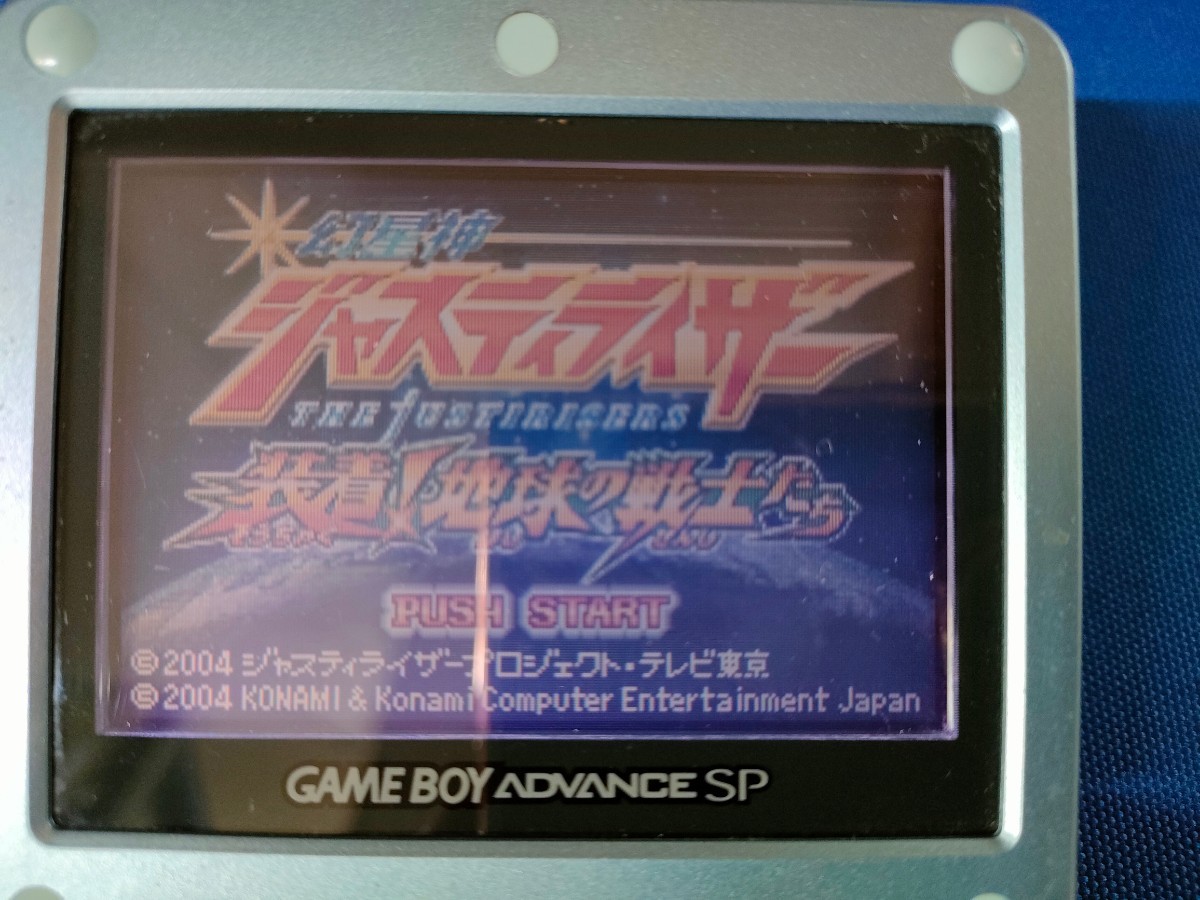 幻星神
ジャスティライザー
THE JUSTIRISERS
装着!地球の戦士たち
PUSH START
© 2004 ジャスティライザープロジェクト・テレビ東京
© 2004 KONAMI & Konami Computer Entertainment Japan
GAME BOY ADVANCE SP